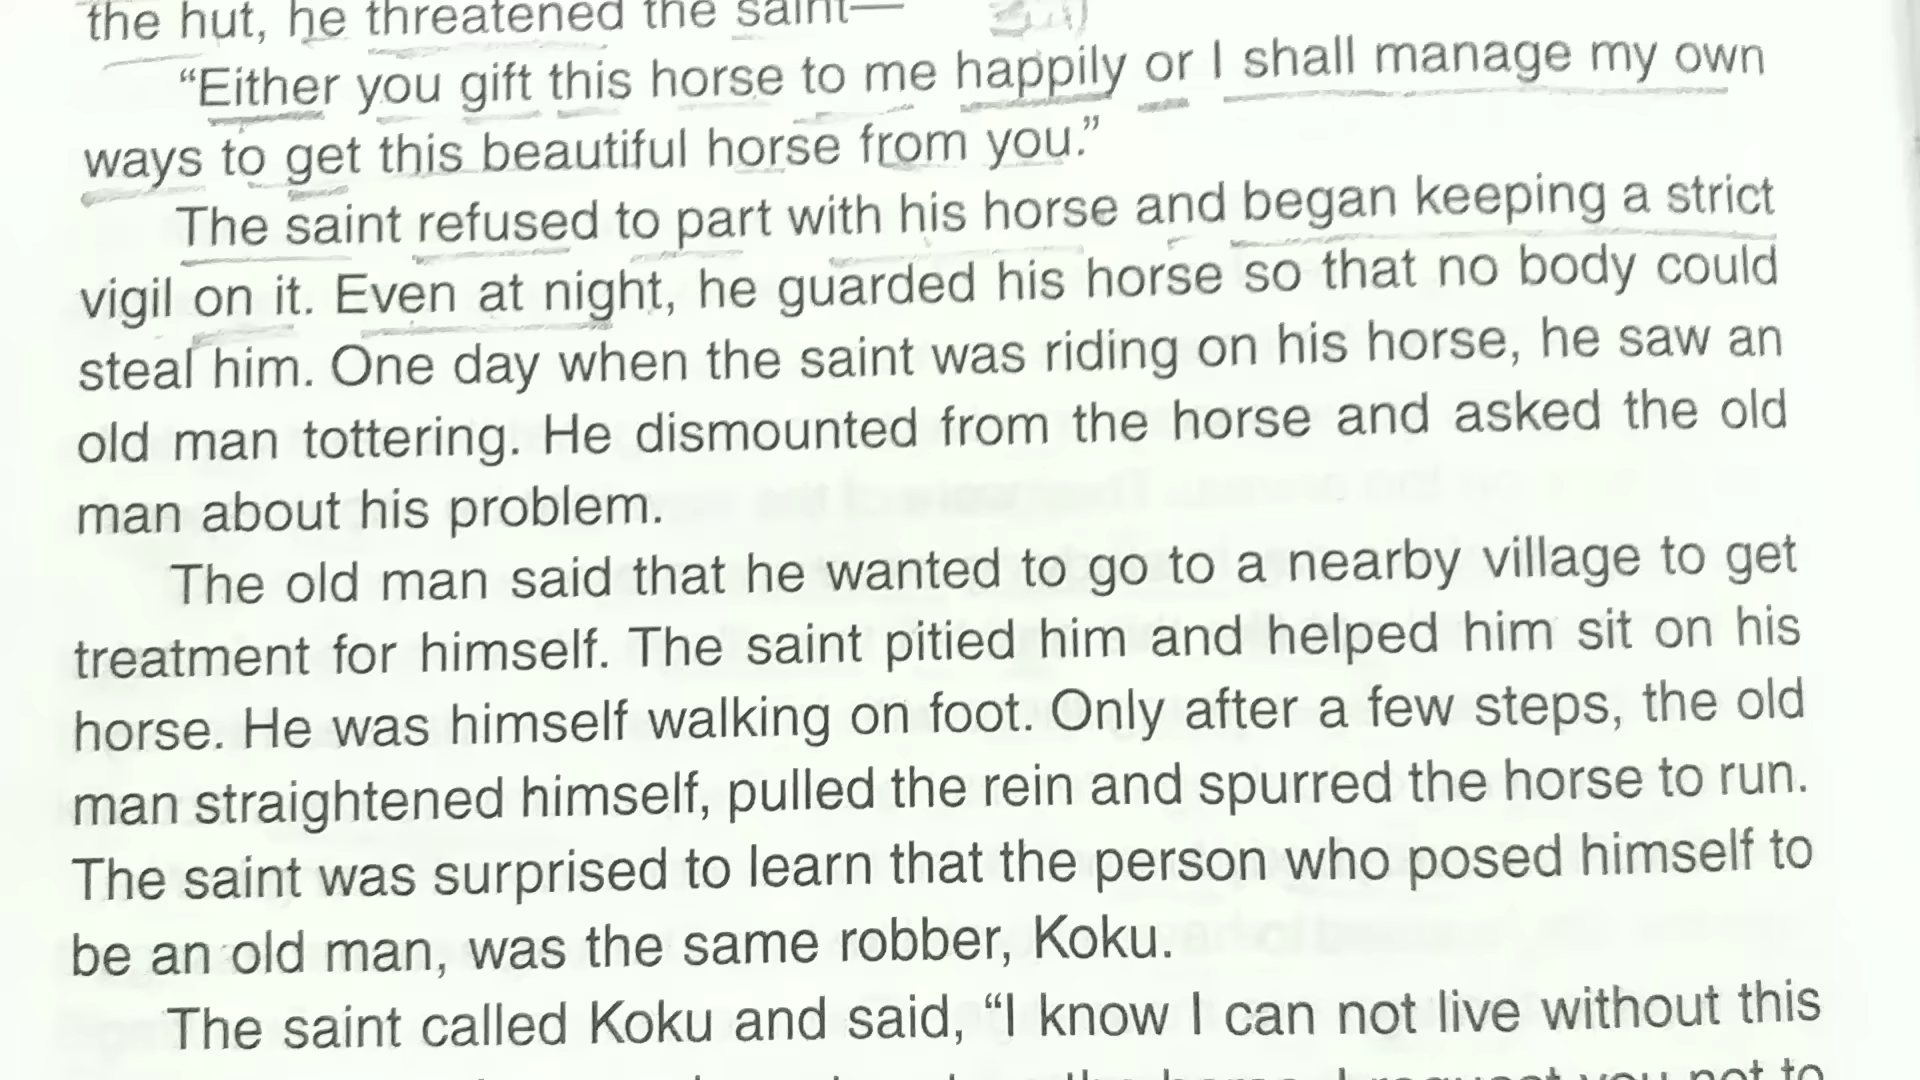 the hut, he threatened the saint—
“Either you gift this horse to me happily or I shall manage my own
ways to get this beautiful horse from you.”
The saint refused to part with his horse and began keeping a strict
vigil on it. Even at night, he guarded his horse so that no body could
steal him. One day when the saint was riding on his horse, he saw an
old man tottering. He dismounted from the horse and asked the old
man about his problem.
The old man said that he wanted to go to a nearby village to get
treatment for himself. The saint pitied him and helped him sit on his
horse. He was himself walking on foot. Only after a few steps, the old
man straightened himself, pulled the rein and spurred the horse to run.
The saint was surprised to learn that the person who posed himself to
be an old man, was the same robber, Koku.
The saint called Koku and said, “I know I can not live without this
the horse. I request you not to